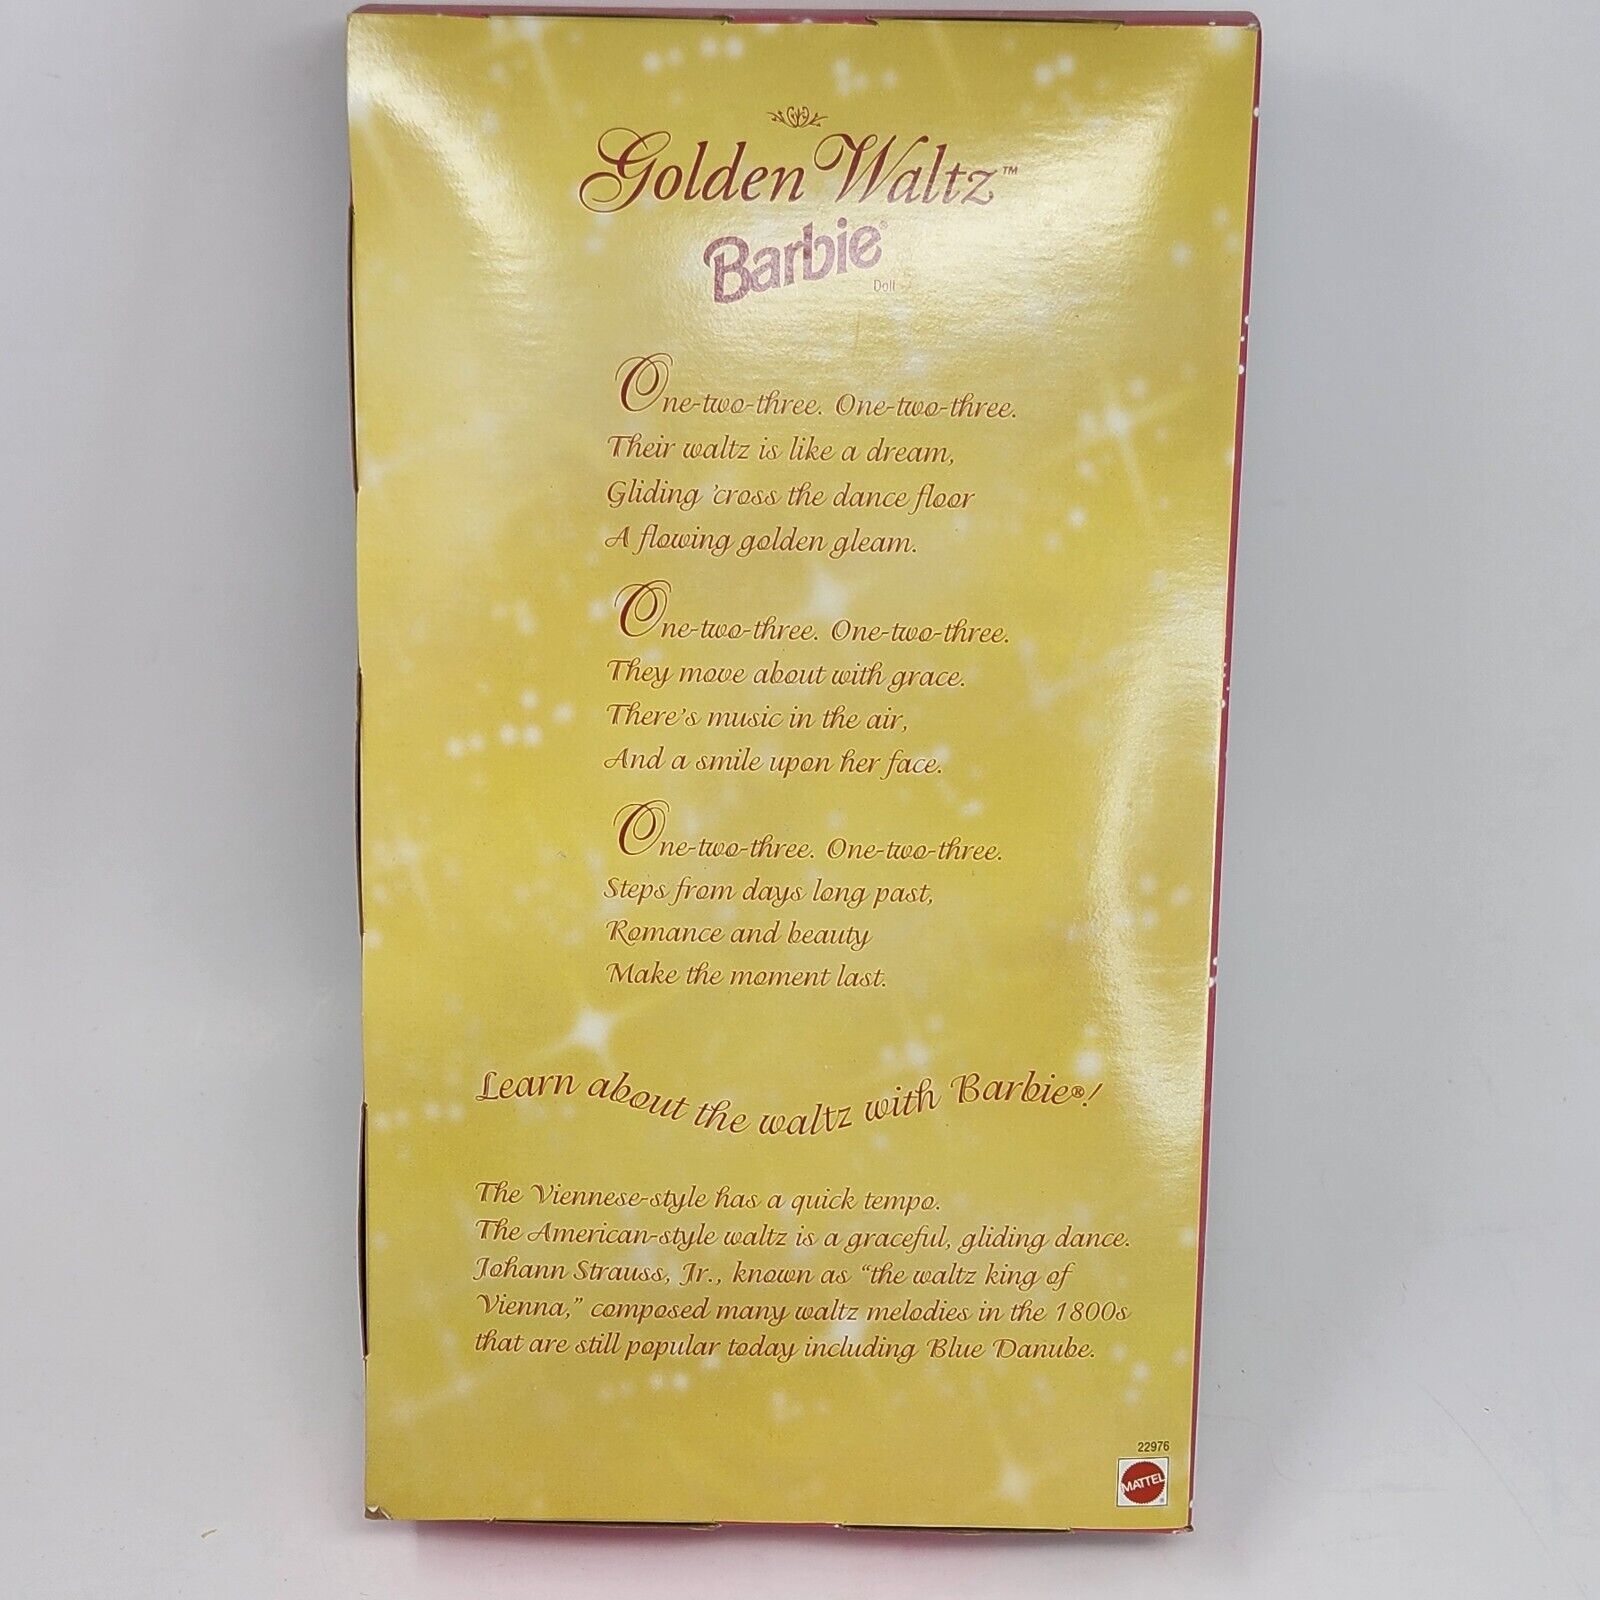 Golden Waltz™
Barbie®
Doll
One-two-three. One-two-three.
Their waltz is like a dream,
Gliding 'cross the dance floor
A flowing golden gleam.
One-two-three. One-two-three.
They move about with grace.
There's music in the air,
And a smile upon her face.
One-two-three. One-two-three.
Steps from days long past,
Romance and beauty
Make the moment last.
Learn about the waltz with Barbie®!
The Viennese-style has a quick tempo.
The American-style waltz is a graceful, gliding dance.
Johann Strauss, Jr., known as "the waltz king of
Vienna," composed many waltz melodies in the 1800s
that are still popular today including Blue Danube.
22976
MATTEL